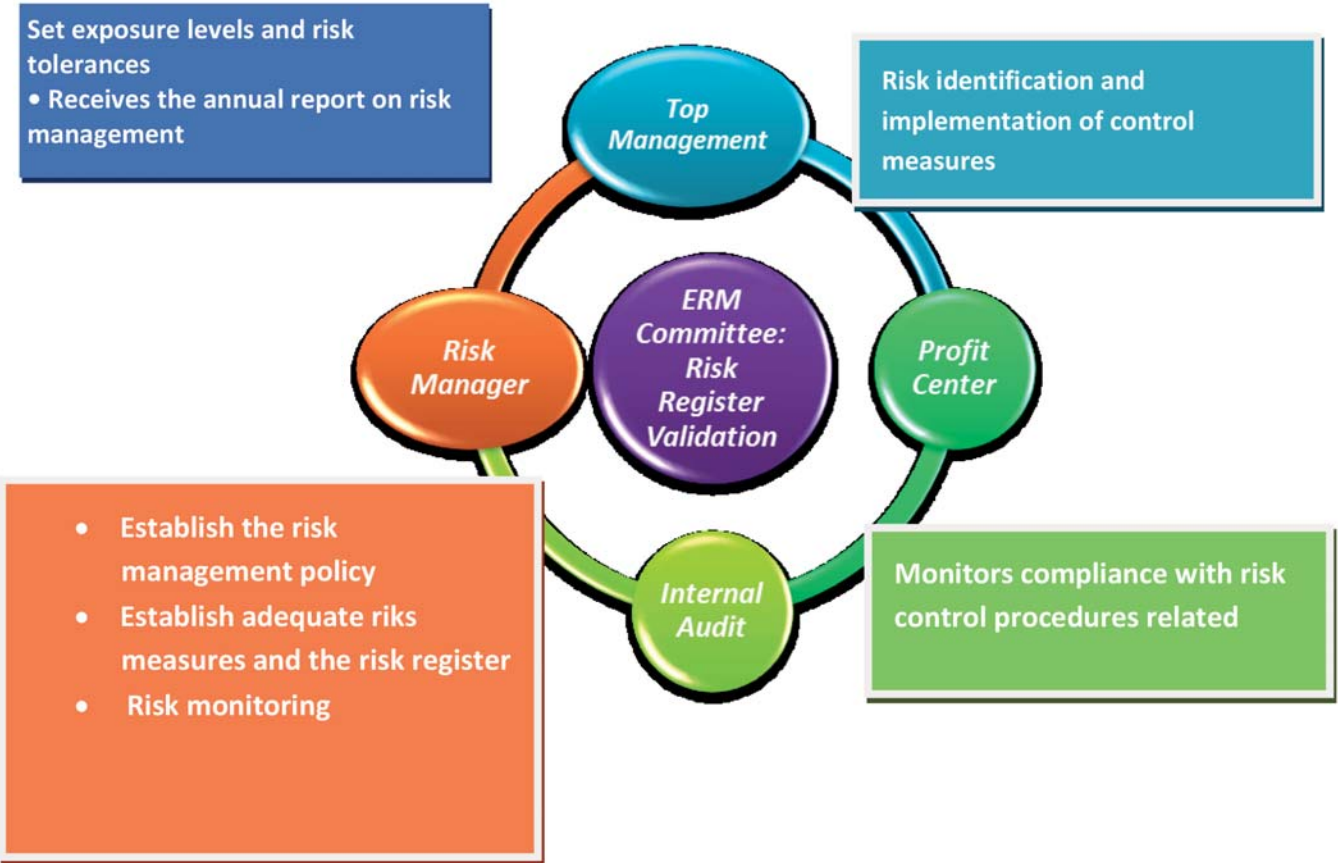 Set exposure levels and risk
tolerances
• Receives the annual report on risk
management
Top
Management
Risk identification and
implementation of control
measures
Risk
Manager
ERM
Committee:
Risk
Register
Validation
Profit
Center
• Establish the risk
management policy
• Establish adequate riks
measures and the risk register
• Risk monitoring
Internal
Audit
Monitors compliance with risk
control procedures related